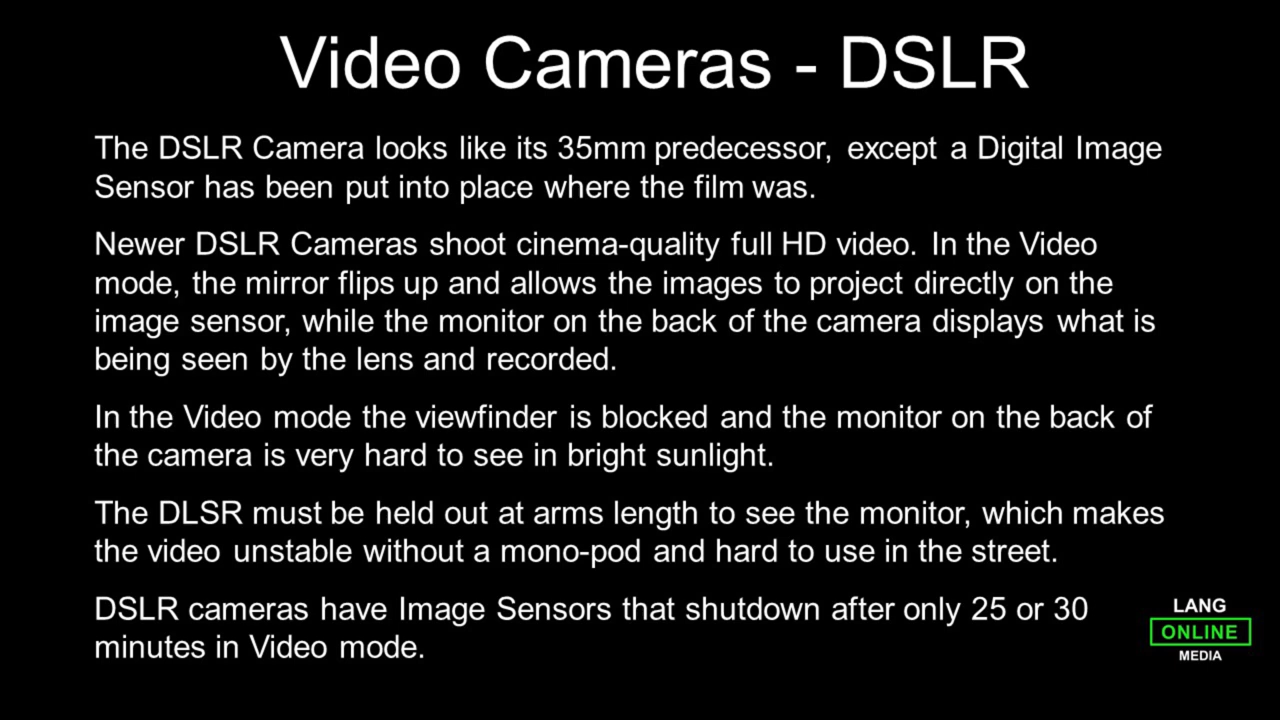 Video Cameras - DSLR
The DSLR Camera looks like its 35mm predecessor, except a Digital Image
Sensor has been put into place where the film was.
Newer DSLR Cameras shoot cinema-quality full HD video. In the Video
mode, the mirror flips up and allows the images to project directly on the
image sensor, while the monitor on the back of the camera displays what is
being seen by the lens and recorded.
In the Video mode the viewfinder is blocked and the monitor on the back of
the camera is very hard to see in bright sunlight.
The DLSR must be held out at arms length to see the monitor, which makes
the video unstable without a mono-pod and hard to use in the street.
DSLR cameras have Image Sensors that shutdown after only 25 or 30
minutes in Video mode.
LANG
ONLINE
MEDIA